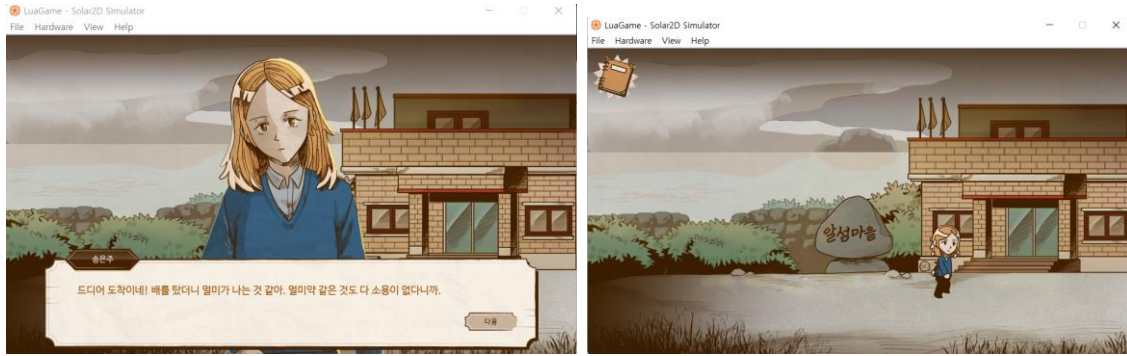 LuaGame - Solar2D Simulator
File Hardware View Help
송은주
드디어 도착이네! 배를 탔더니 멀미가 나는 것 같아. 멀미약 같은 것도 다 소용이 없다니까.
다음
LuaGame - Solar2D Simulator
File Hardware View Help
알섬마을